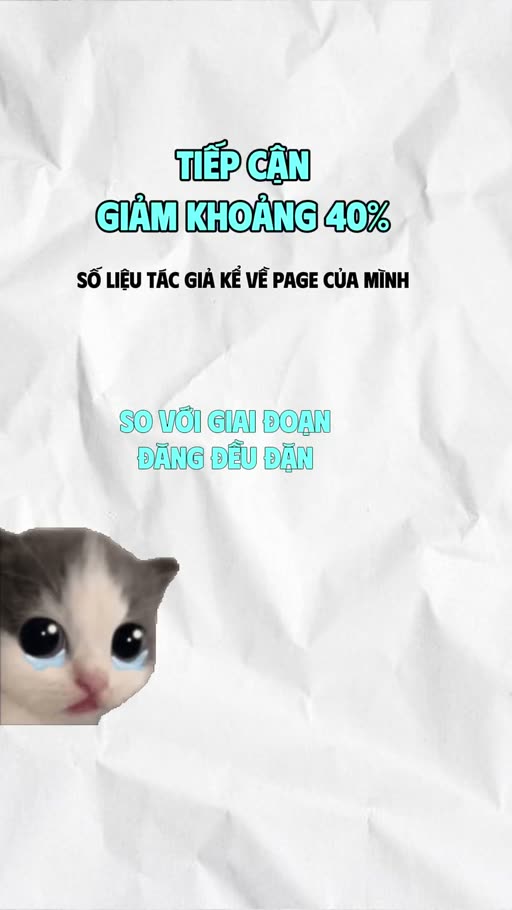 TIẾP CẬN
GIẢM KHOẢNG 40%
SỐ LIỆU TÁC GIẢ KỂ VỀ PAGE CỦA MÌNH
SO VỚI GIAI ĐOẠN
ĐĂNG ĐỀU ĐẶN